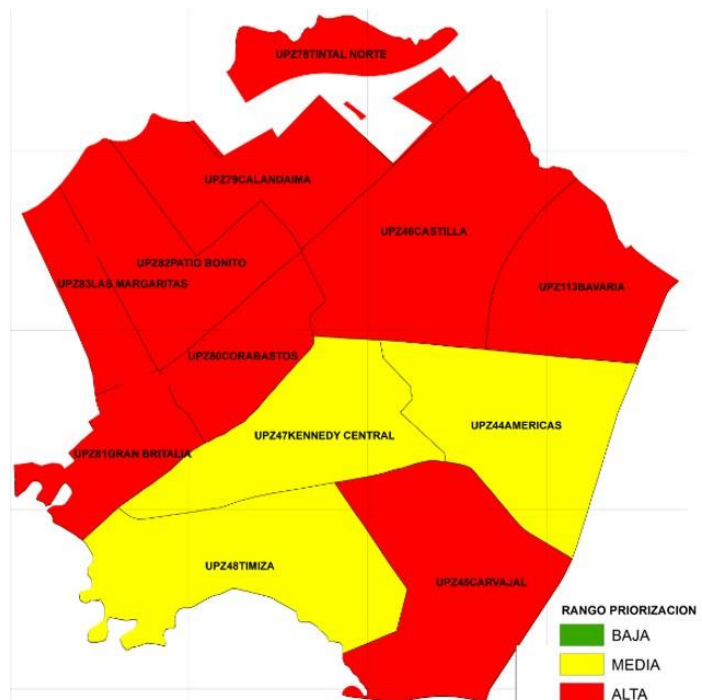 UPZ78TINTAL NORTE
UPZ79CALANDAIMA
UPZ46CASTILLA
UPZ82PATIO BONITO
UPZ83LAS MARGARITAS
UPZ113BAVARIA
UPZ80CORABASTOS
UPZ47KENNEDY CENTRAL
UPZ44AMERICAS
UPZ81GRAN BRITALIA
UPZ48TIMIZA
UPZ45CARVAJAL
RANGO PRIORIZACION
BAJA
MEDIA
ALTA